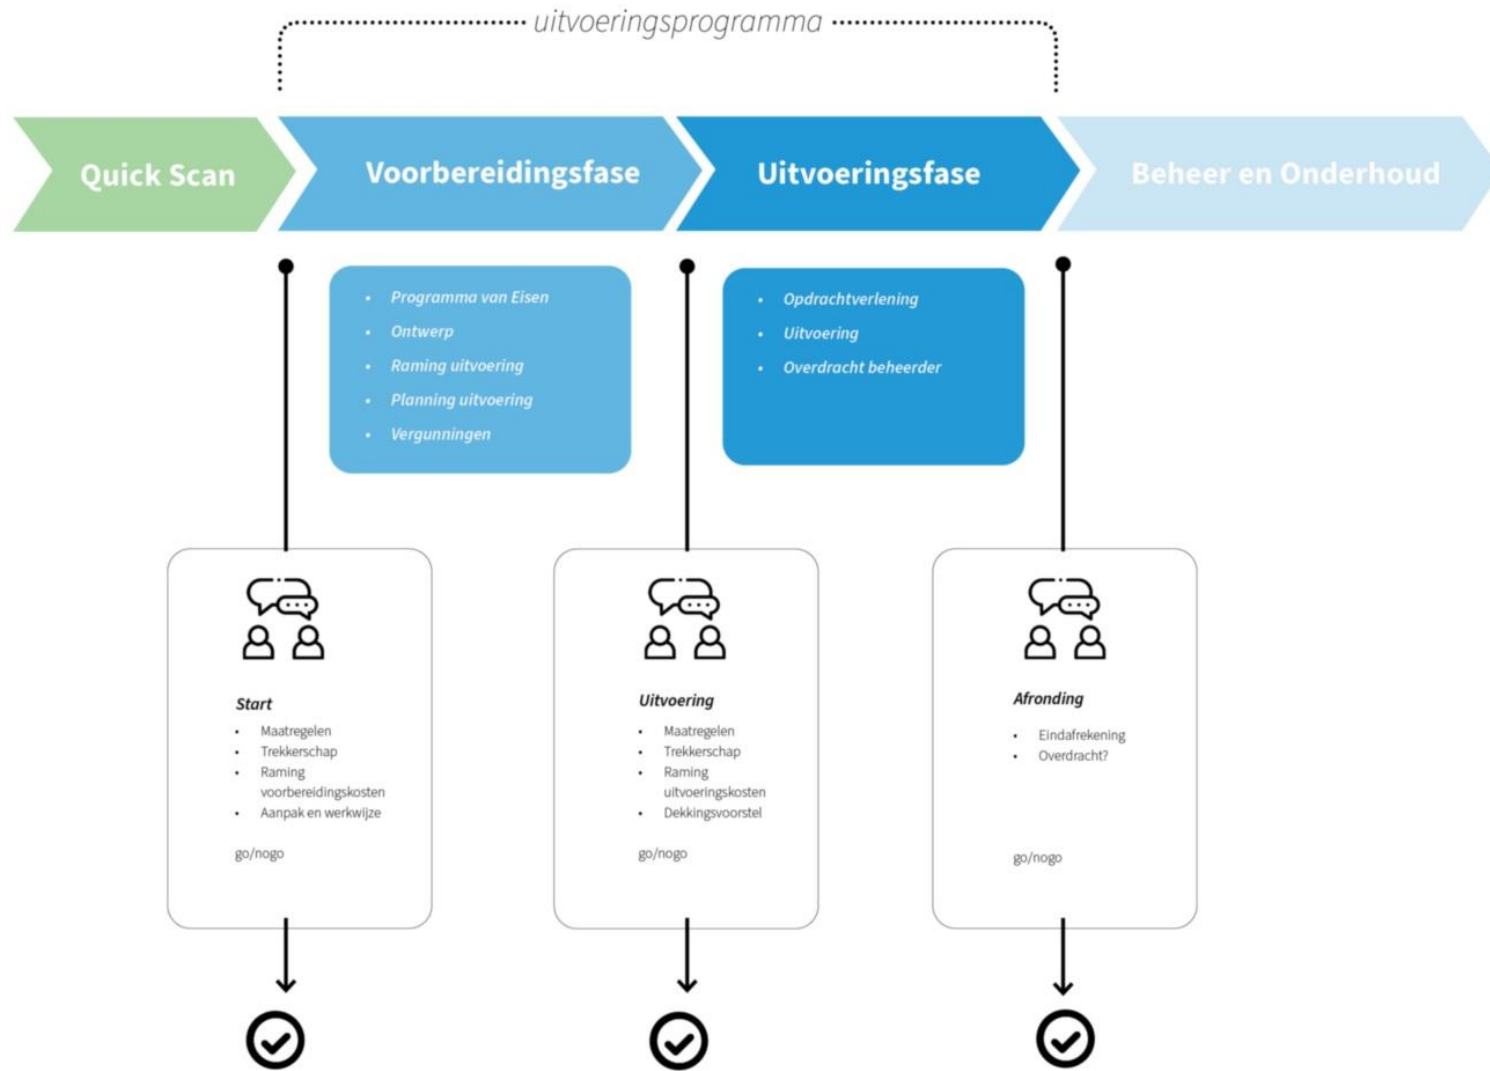 uitvoeringsprogramma
Quick Scan
Voorbereidingsfase
Uitvoeringsfase
Beheer en Onderhoud
• Programma van Eisen
• Ontwerp
• Raming uitvoering
• Planning uitvoering
• Vergunningen
• Opdrachtverlening
• Uitvoering
• Overdracht beheerder
Start
• Maatregelen
• Trekkerschap
• Raming
voorbereidingskosten
• Aanpak en werkwijze
go/nogo
Uitvoering
• Maatregelen
• Trekkerschap
• Raming
uitvoeringskosten
• Dekkingsvoorstel
go/nogo
Afronding
• Eindafrekening
• Overdracht?
go/nogo